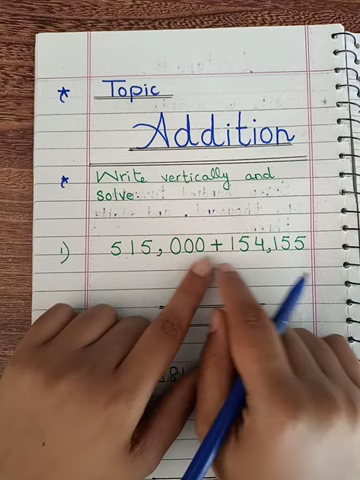 * Topic
Addition
* Write vertically and
solve:
1) 515,000+154,155